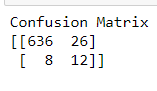 Confusion Matrix
[[636  26]
 [  8  12]]